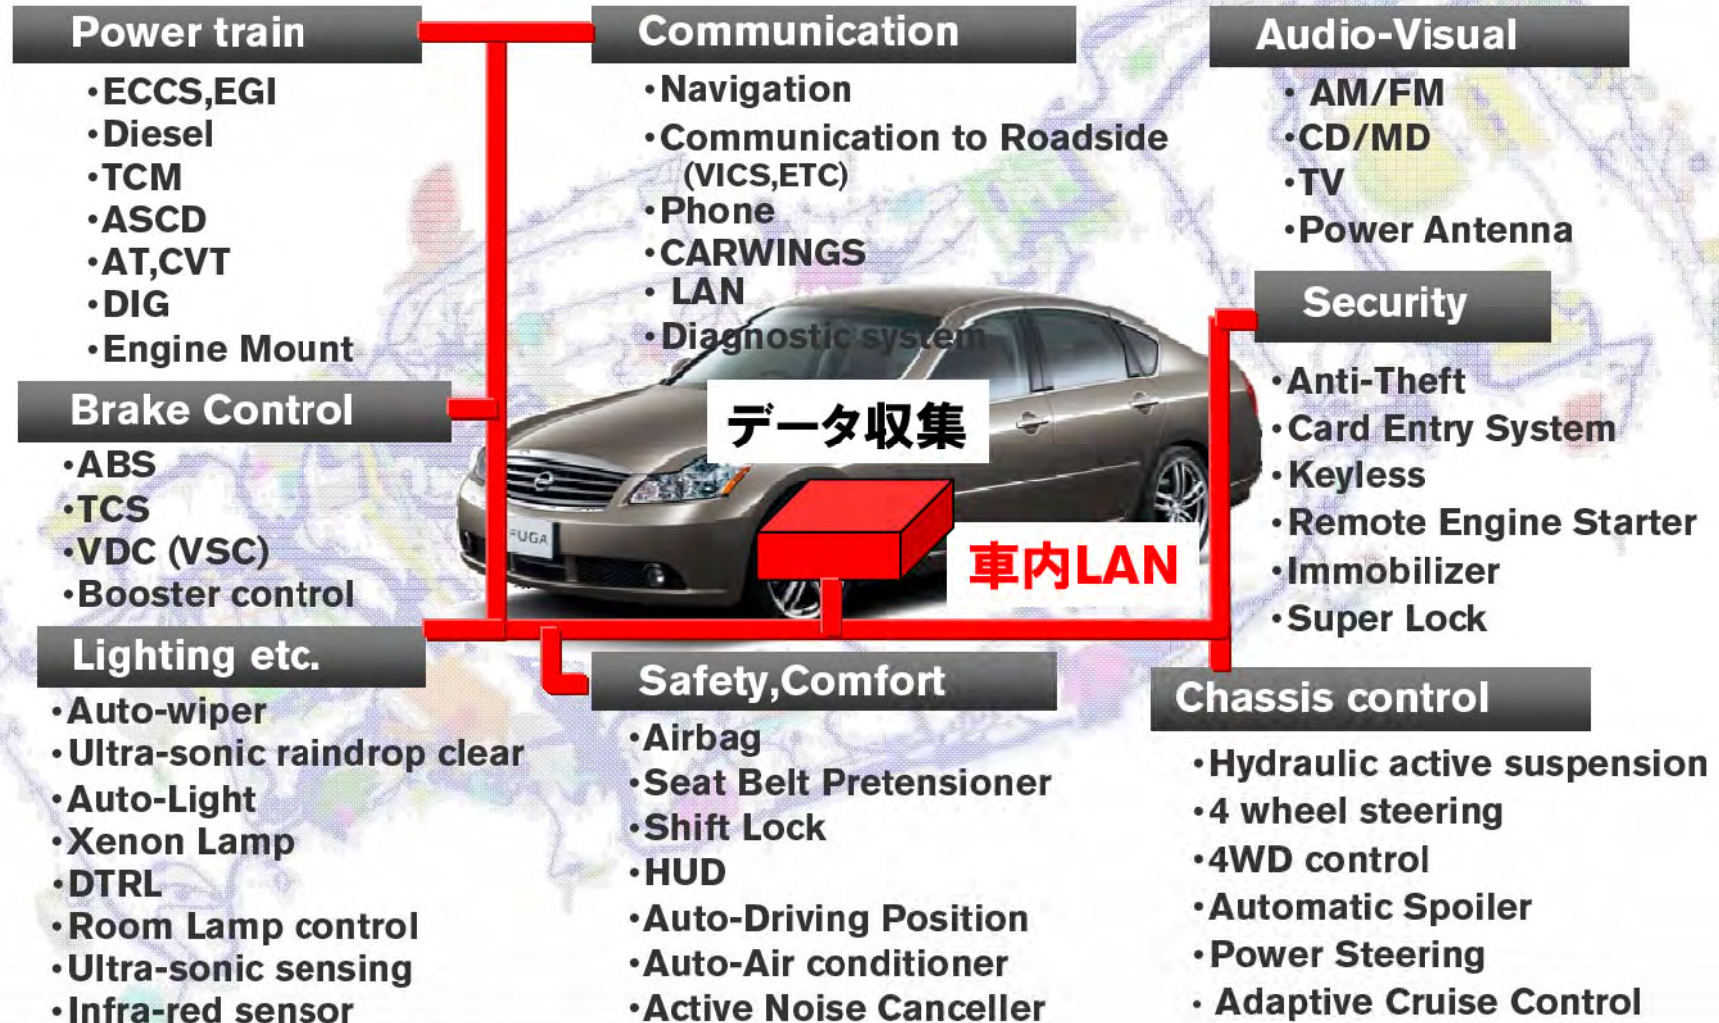 Power train
・ECCS,EGI
・Diesel
・TCM
・ASCD
・AT,CVT
・DIG
・Engine Mount
Brake Control
・ABS
・TCS
・VDC (VSC)
・Booster control
Lighting etc.
・Auto-wiper
・Ultra-sonic raindrop clear
・Auto-Light
・Xenon Lamp
・DTRL
・Room Lamp control
・Ultra-sonic sensing
・Infra-red sensor
Communication
・Navigation
・Communication to Roadside
(VICS,ETC)
・Phone
・CARWINGS
・ LAN
・Diagnostic system
データ収集
FUGA
車内LAN
Safety,Comfort
・Airbag
・Seat Belt Pretensioner
・Shift Lock
・HUD
・Auto-Driving Position
・Auto-Air conditioner
・Active Noise Canceller
Audio-Visual
・ AM/FM
・CD/MD
・TV
・Power Antenna
Security
・Anti-Theft
・Card Entry System
・Keyless
・Remote Engine Starter
・Immobilizer
・Super Lock
Chassis control
・Hydraulic active suspension
・4 wheel steering
・4WD control
・Automatic Spoiler
・Power Steering
・ Adaptive Cruise Control